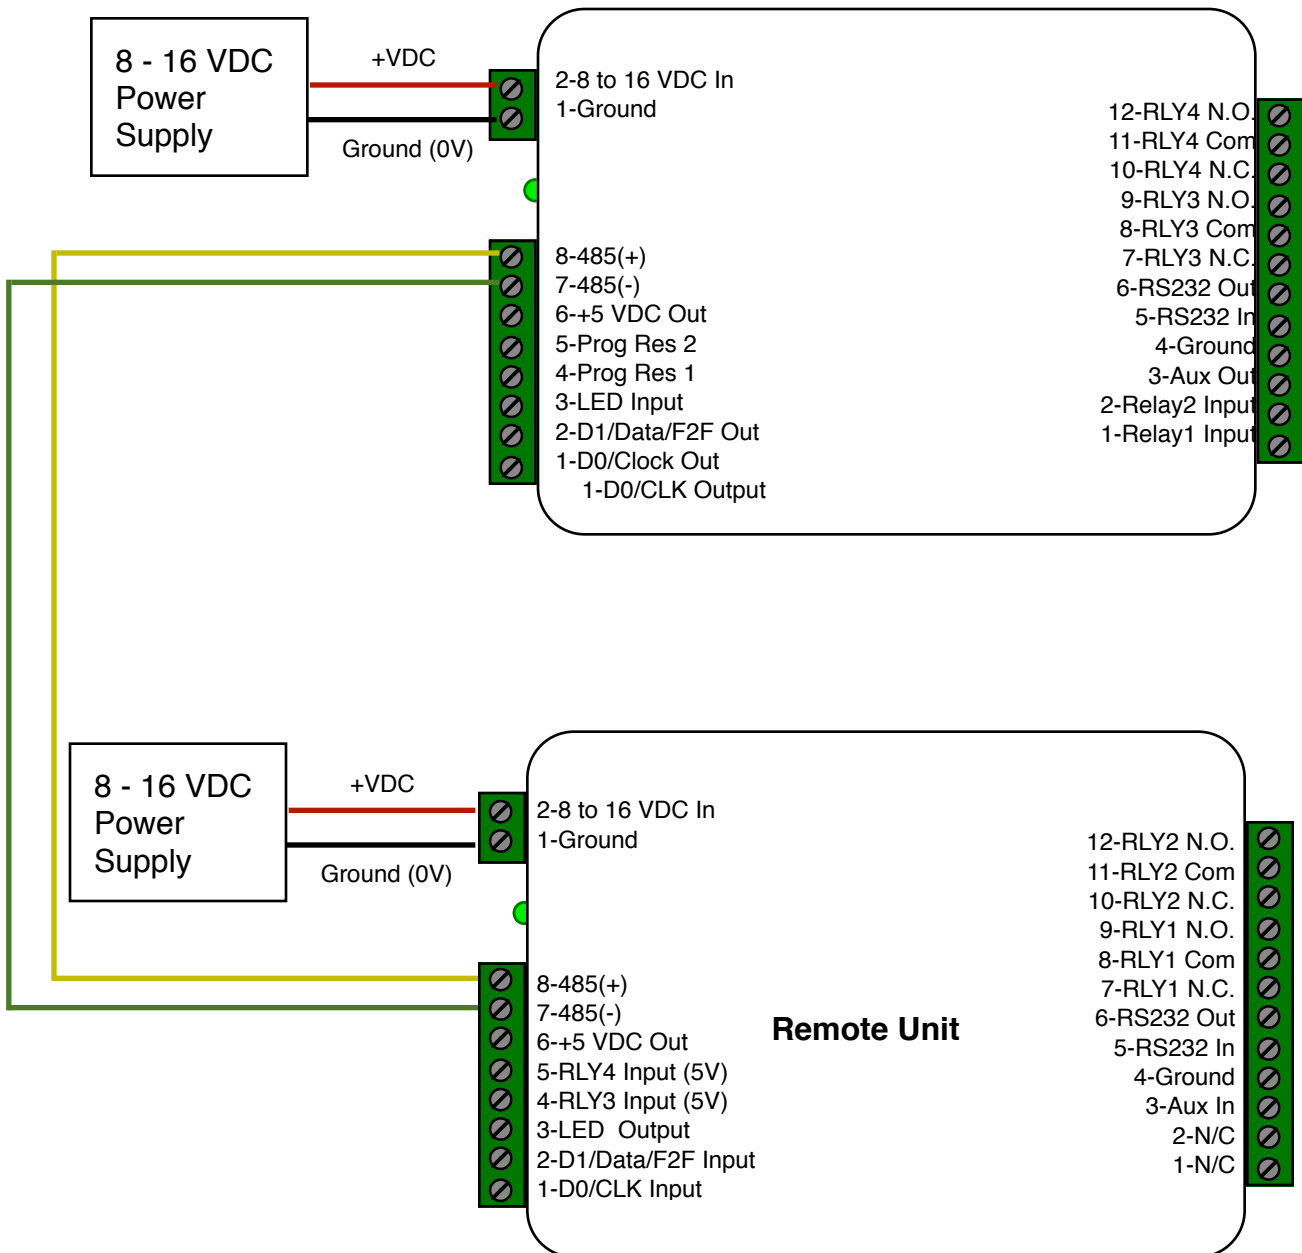 8 - 16 VDC
Power
Supply
+VDC
Ground (0V)
2-8 to 16 VDC In
1-Ground
8-485(+)
7-485(-)
6-+5 VDC Out
5-Prog Res 2
4-Prog Res 1
3-LED Input
2-D1/Data/F2F Out
1-D0/Clock Out
1-D0/CLK Output
12-RLY4 N.O.
11-RLY4 Com
10-RLY4 N.C.
9-RLY3 N.O.
8-RLY3 Com
7-RLY3 N.C.
6-RS232 Out
5-RS232 In
4-Ground
3-Aux Out
2-Relay2 Input
1-Relay1 Input
8 - 16 VDC
Power
Supply
+VDC
Ground (0V)
2-8 to 16 VDC In
1-Ground
8-485(+)
7-485(-)
6-+5 VDC Out
5-RLY4 Input (5V)
4-RLY3 Input (5V)
3-LED  Output
2-D1/Data/F2F Input
1-D0/CLK Input
Remote Unit
12-RLY2 N.O.
11-RLY2 Com
10-RLY2 N.C.
9-RLY1 N.O.
8-RLY1 Com
7-RLY1 N.C.
6-RS232 Out
5-RS232 In
4-Ground
3-Aux In
2-N/C
1-N/C